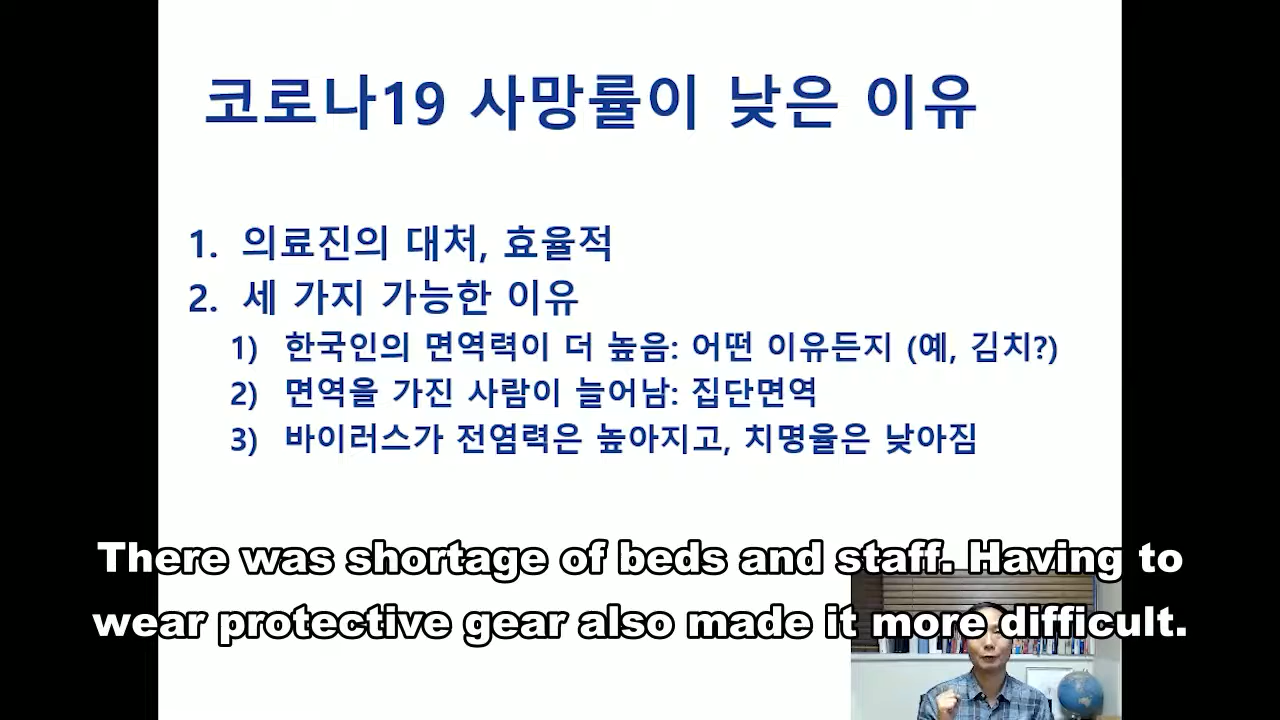 코로나19 사망률이 낮은 이유
1. 의료진의 대처, 효율적
2. 세 가지 가능한 이유
1) 한국인의 면역력이 더 높음: 어떤 이유든지 (예, 김치?)
2) 면역을 가진 사람이 늘어남: 집단면역
3) 바이러스가 전염력은 높아지고, 치명율은 낮아짐
There was shortage of beds and staff. Having to
wear protective gear also made it more difficult.